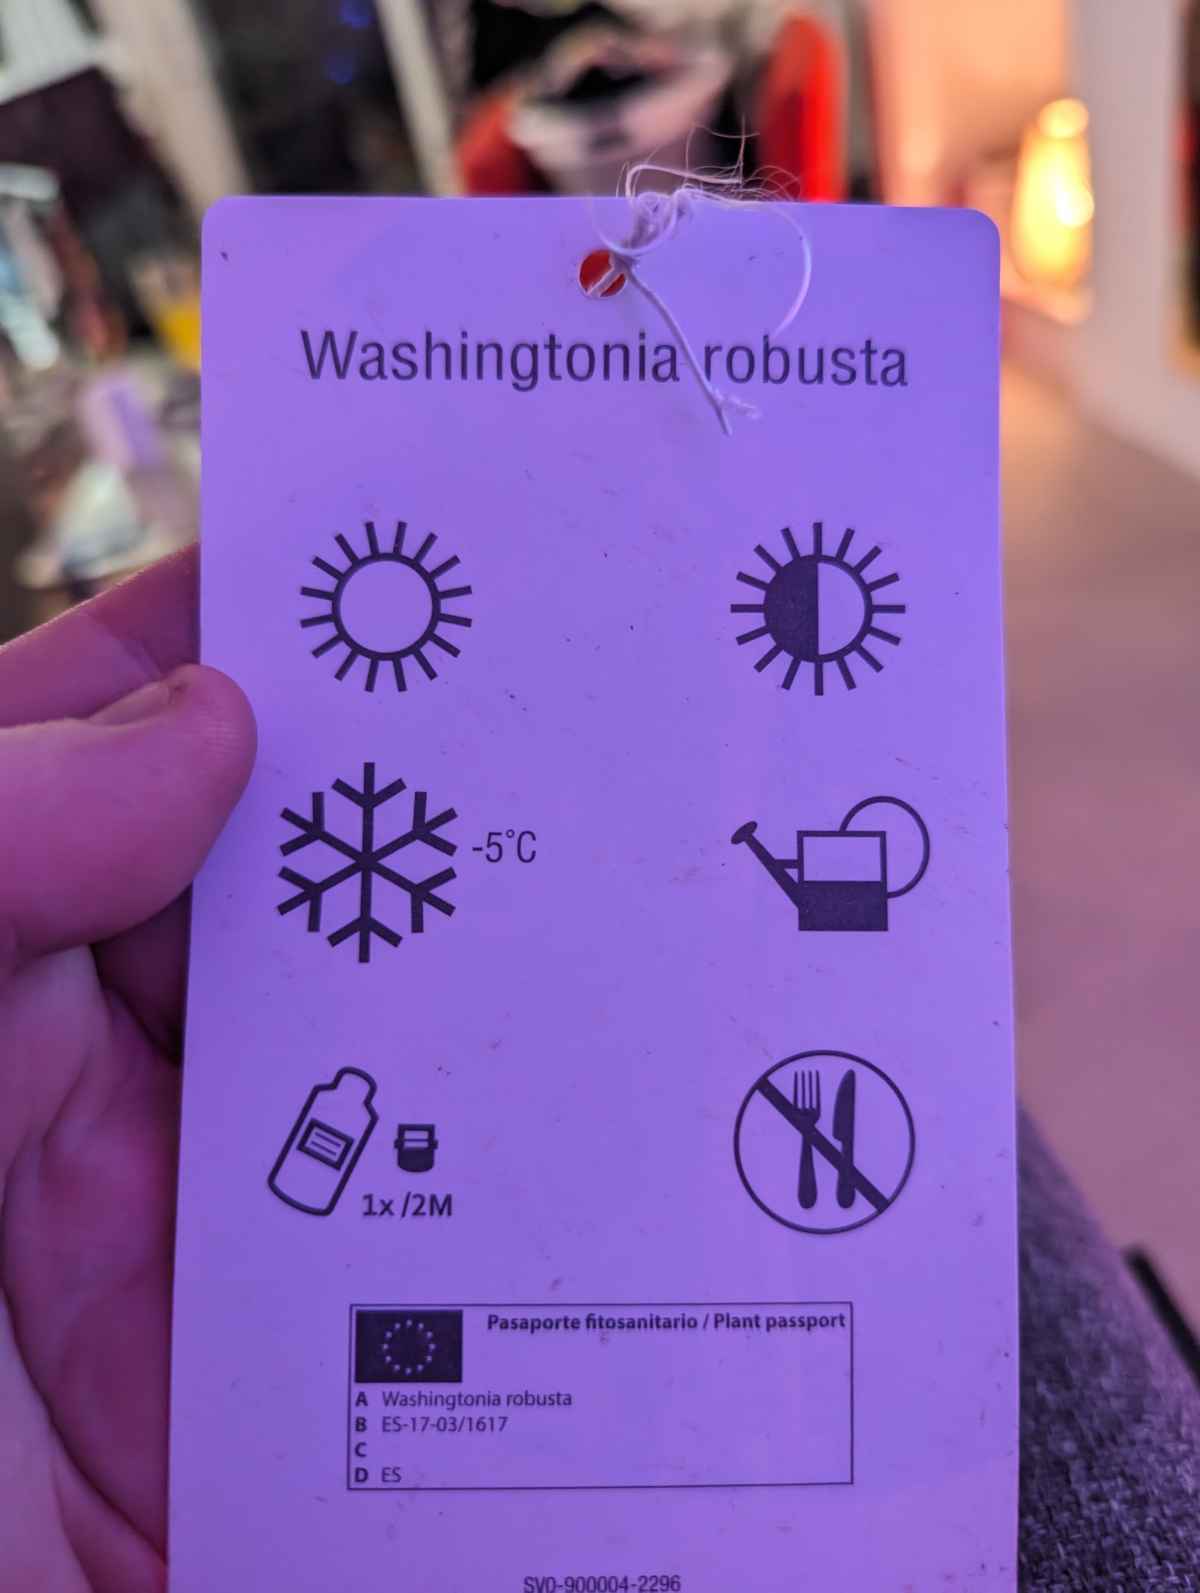 Washingtonia robusta
-5°C
1x /2M
Pasaporte fitosanitario / Plant passport
A Washingtonia robusta
B ES-17-03/1617
C
D ES
SVD-900004-2296